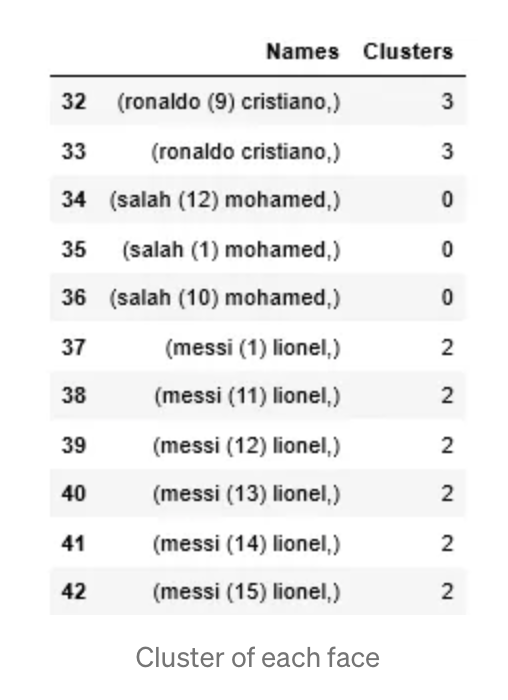 Names Clusters
32 (ronaldo (9) cristiano,) 3
33 (ronaldo cristiano,) 3
34 (salah (12) mohamed,) 0
35 (salah (1) mohamed,) 0
36 (salah (10) mohamed,) 0
37 (messi (1) lionel,) 2
38 (messi (11) lionel,) 2
39 (messi (12) lionel,) 2
40 (messi (13) lionel,) 2
41 (messi (14) lionel,) 2
42 (messi (15) lionel,) 2
Cluster of each face